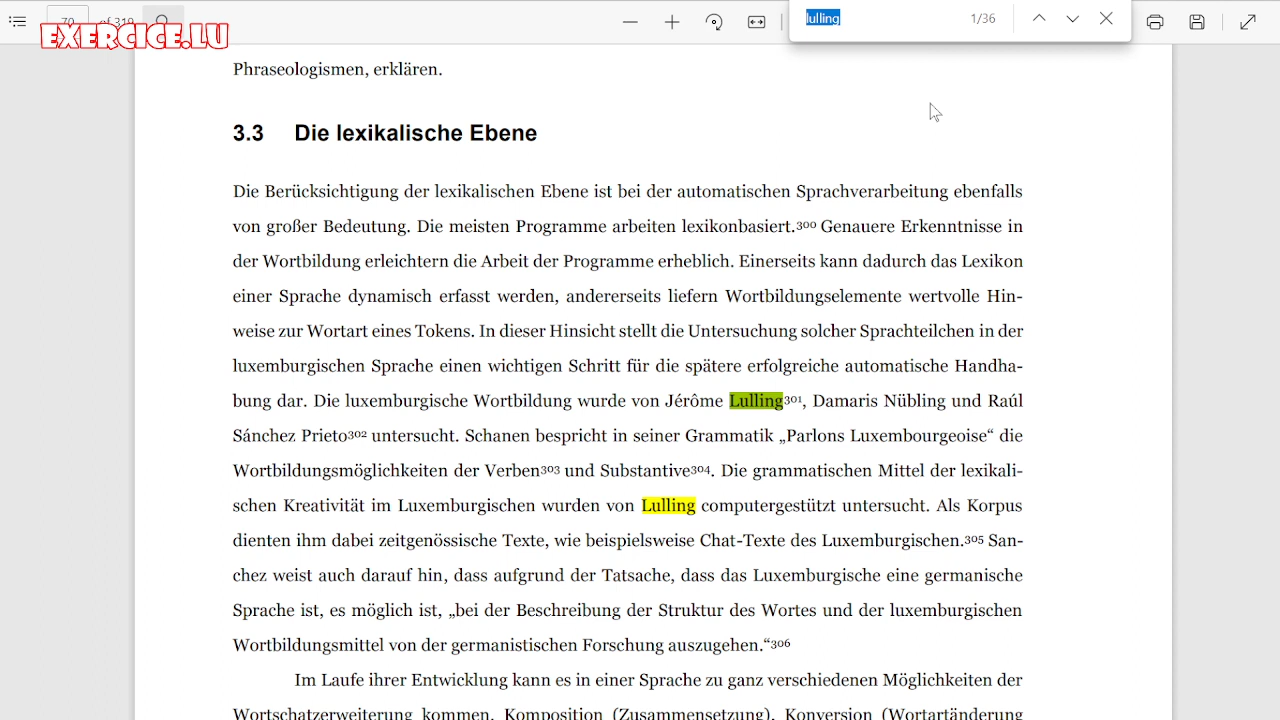 70 of 319
lulling 1/36
EXERCICE.LU
Phraseologismen, erklären.
3.3 Die lexikalische Ebene
Die Berücksichtigung der lexikalischen Ebene ist bei der automatischen Sprachverarbeitung ebenfalls
von großer Bedeutung. Die meisten Programme arbeiten lexikonbasiert.300 Genauere Erkenntnisse in
der Wortbildung erleichtern die Arbeit der Programme erheblich. Einerseits kann dadurch das Lexikon
einer Sprache dynamisch erfasst werden, andererseits liefern Wortbildungselemente wertvolle Hin-
weise zur Wortart eines Tokens. In dieser Hinsicht stellt die Untersuchung solcher Sprachteilchen in der
luxemburgischen Sprache einen wichtigen Schritt für die spätere erfolgreiche automatische Handha-
bung dar. Die luxemburgische Wortbildung wurde von Jérôme Lulling301, Damaris Nübling und Raúl
Sánchez Prieto302 untersucht. Schanen bespricht in seiner Grammatik „Parlons Luxembourgeoise“ die
Wortbildungsmöglichkeiten der Verben303 und Substantive304. Die grammatischen Mittel der lexikali-
schen Kreativität im Luxemburgischen wurden von Lulling computergestützt untersucht. Als Korpus
dienten ihm dabei zeitgenössische Texte, wie beispielsweise Chat-Texte des Luxemburgischen.305 San-
chez weist auch darauf hin, dass aufgrund der Tatsache, dass das Luxemburgische eine germanische
Sprache ist, es möglich ist, „bei der Beschreibung der Struktur des Wortes und der luxemburgischen
Wortbildungsmittel von der germanistischen Forschung auszugehen.“306
Im Laufe ihrer Entwicklung kann es in einer Sprache zu ganz verschiedenen Möglichkeiten der
Wortschatzerweiterung kommen. Komposition (Zusammensetzung), Konversion (Wortartänderung